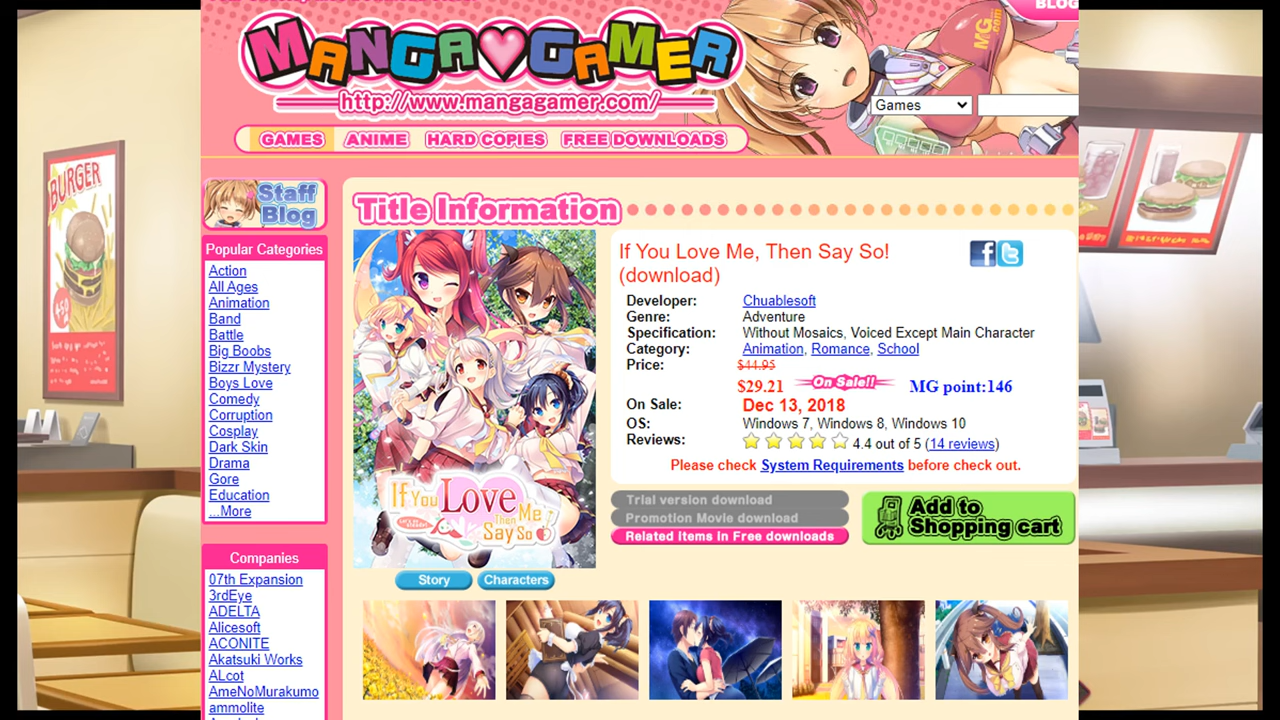 BLOG
MANGAGAMER
MG.com
http://www.mangagamer.com/
Games
GAMES ANIME HARD COPIES FREE DOWNLOADS
BURGER
Staff
Blog
Title Information
Popular Categories
Action
All Ages
Animation
Band
Battle
Big Boobs
Bizzr Mystery
Boys Love
Comedy
Corruption
Cosplay
Dark Skin
Drama
Gore
Education
...More
Companies
07th Expansion
3rdEye
ADELTA
Alicesoft
ACONITE
Akatsuki Works
ALcot
AmeNoMurakumo
ammolite
If You Love Me, Then Say So!
(download)
Developer: Chuablesoft
Genre: Adventure
Specification: Without Mosaics, Voiced Except Main Character
Category: Animation, Romance, School
Price: $44.95
$29.21 On Sale!! MG point:146
On Sale: Dec 13, 2018
OS: Windows 7, Windows 8, Windows 10
Reviews: 4.4 out of 5 (14 reviews)
Please check System Requirements before check out.
Trial version download
Promotion Movie download
Related Items in Free downloads
Add to
Shopping cart
If You Love Me
Then
Say So
Story Characters